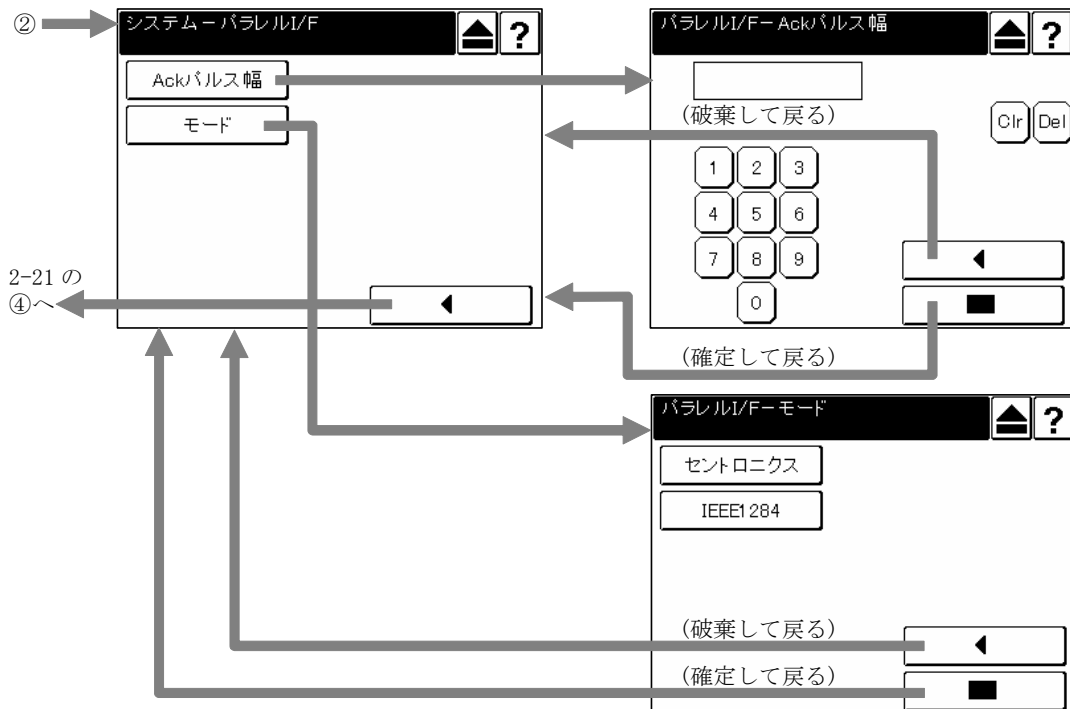 ②
システムーパラレルI/F
?
Ackパルス幅
モード
2-21 の
④へ
パラレルI/FーAckパルス幅
?
(破棄して戻る)
Clr Del
1 2 3
4 5 6
7 8 9
0
(確定して戻る)
パラレルI/Fーモード
?
セントロニクス
IEEE1284
(破棄して戻る)
(確定して戻る)